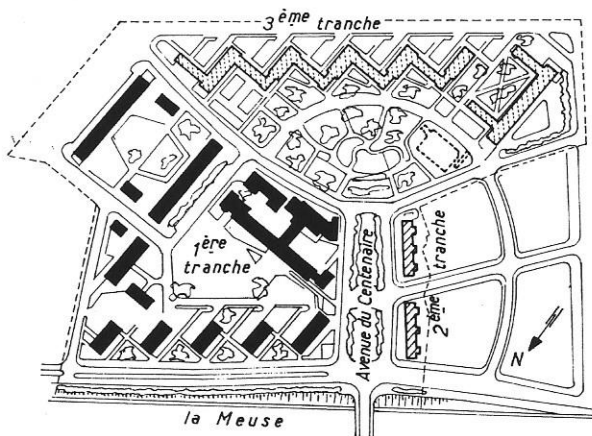 3ème tranche
1ère
tranche
Avenue du Centenaire
2ème tranche
N
la Meuse